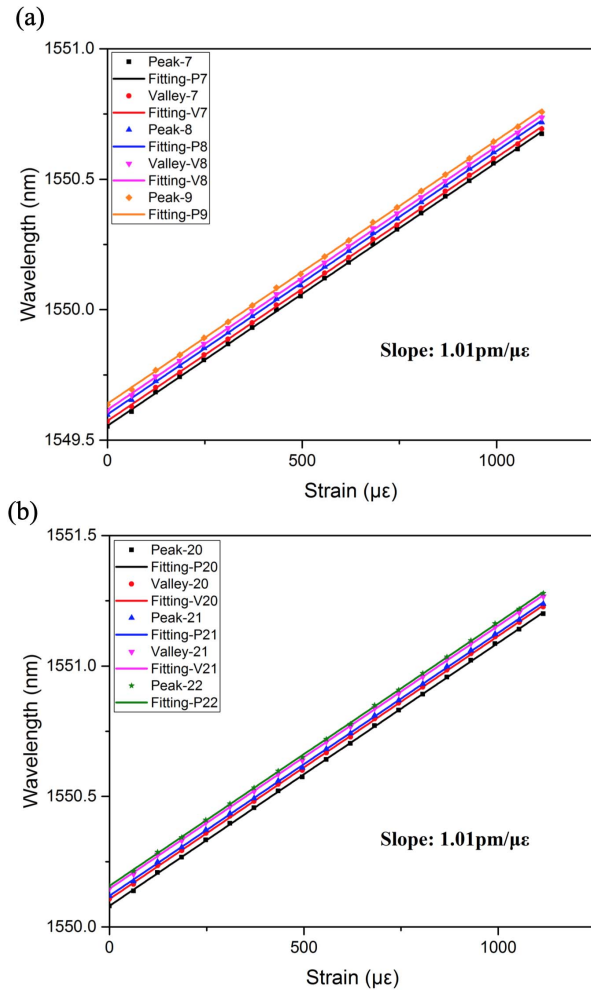 (a)
1551.0
1550.5
1550.0
1549.5
Wavelength (nm)
Peak-7
Fitting-P7
Valley-7
Fitting-V7
Peak-8
Fitting-P8
Valley-V8
Fitting-V8
Peak-9
Fitting-P9
Slope: 1.01pm/με
0
500
1000
Strain (με)
(b)
1551.5
1551.0
1550.5
1550.0
Wavelength (nm)
Peak-20
Fitting-P20
Valley-20
Fitting-V20
Peak-21
Fitting-P21
Valley-21
Fitting-V21
Peak-22
Fitting-P22
Slope: 1.01pm/με
0
500
1000
Strain (με)